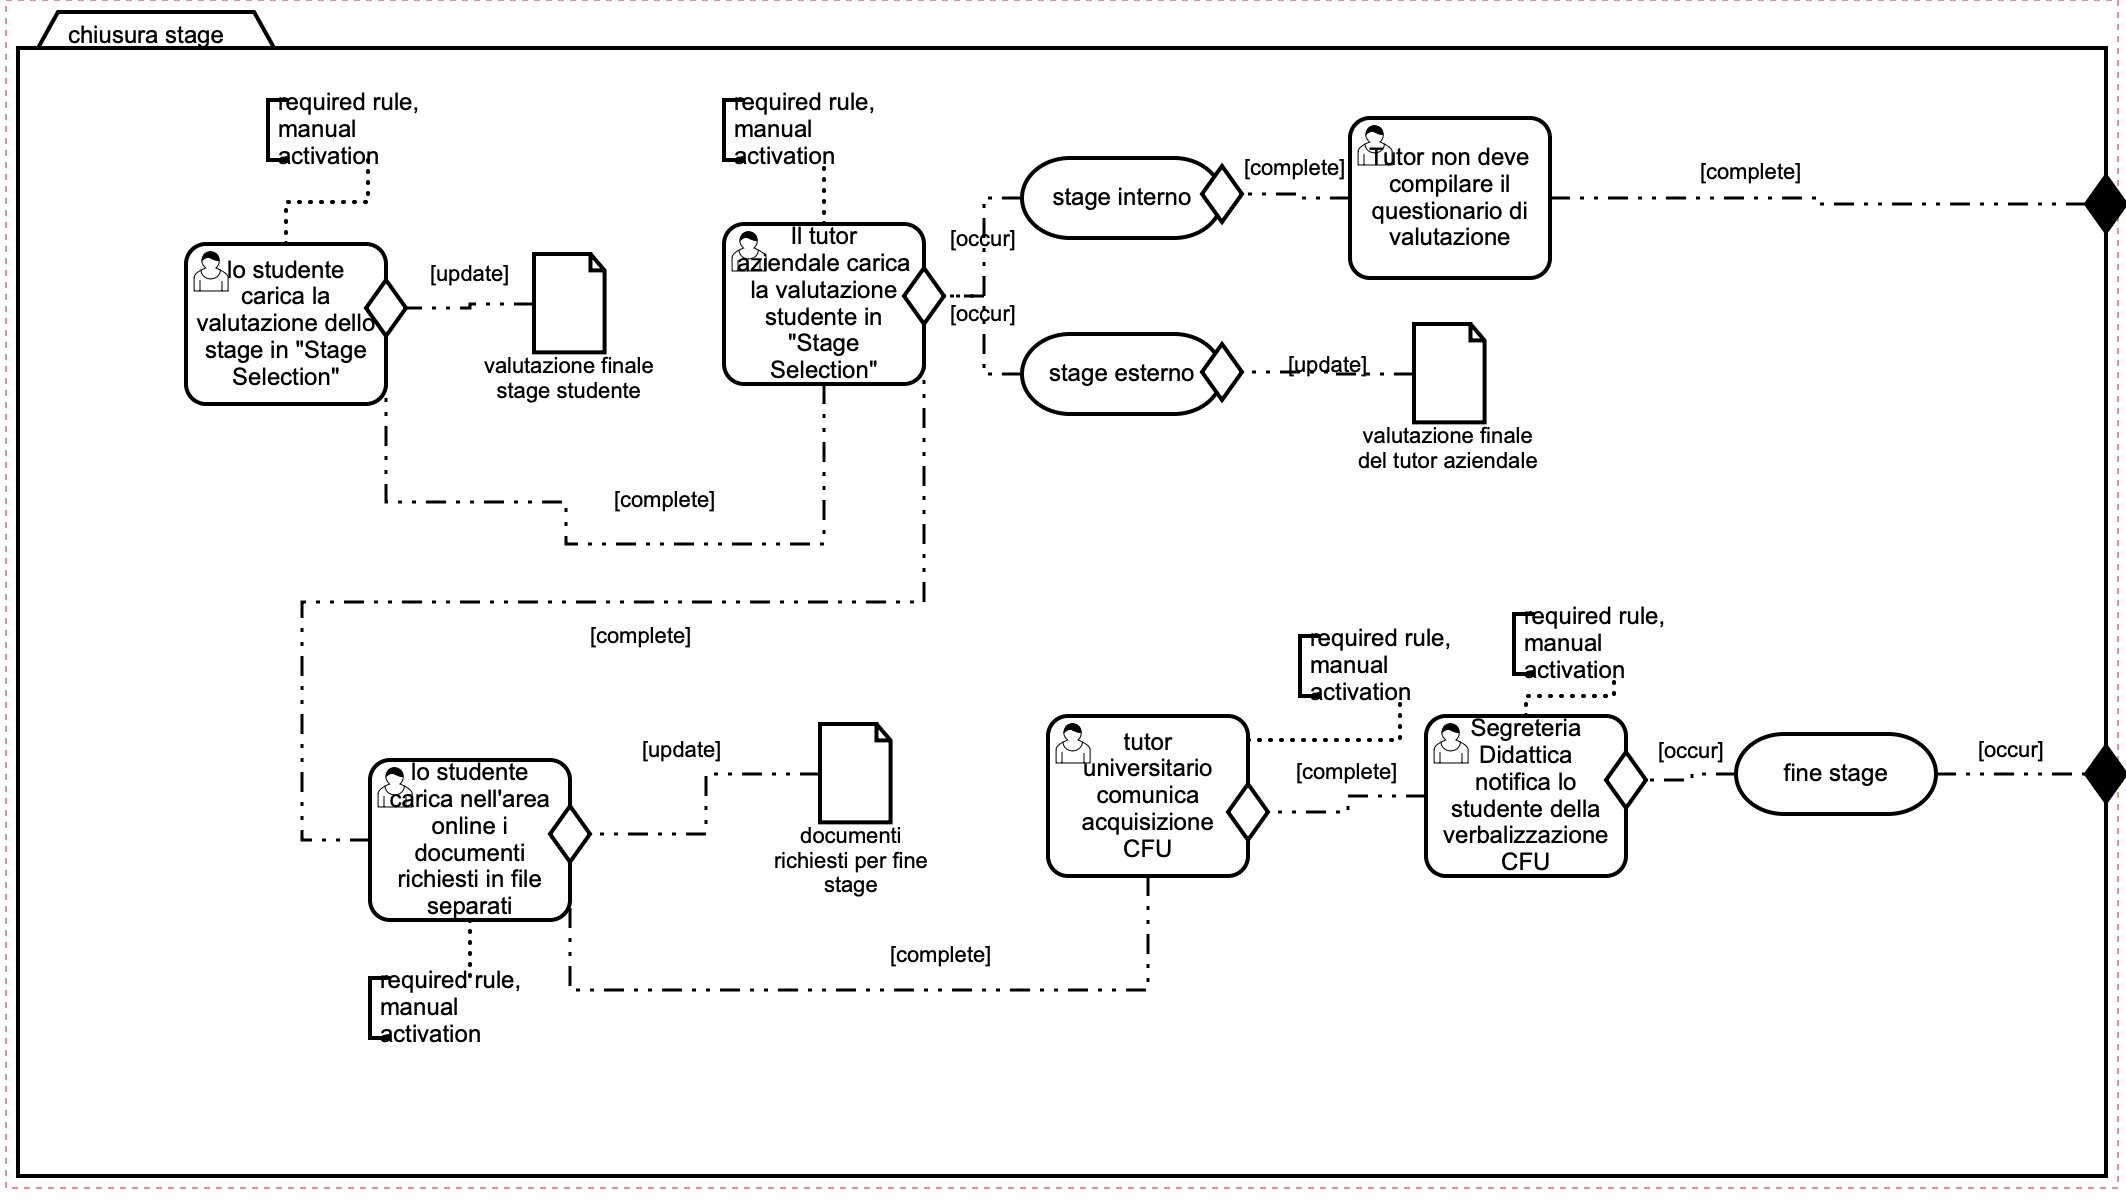 chiusura stage
required rule,
manual
activation
lo studente
carica la
valutazione dello
stage in "Stage
Selection"
[update]
valutazione finale
stage studente
required rule,
manual
activation
Il tutor
aziendale carica
la valutazione
studente in
"Stage
Selection"
[occur]
[occur]
stage interno
[complete]
Tutor non deve
compilare il
questionario di
valutazione
[complete]
stage esterno
[update]
valutazione finale
del tutor aziendale
[complete]
[complete]
lo studente
carica nell'area
online i
documenti
richiesti in file
separati
[update]
documenti
richiesti per fine
stage
required rule,
manual
activation
[complete]
required rule,
manual
activation
tutor
universitario
comunica
acquisizione
CFU
[complete]
required rule,
manual
activation
Segreteria
Didattica
notifica lo
studente della
verbalizzazione
CFU
[occur]
fine stage
[occur]